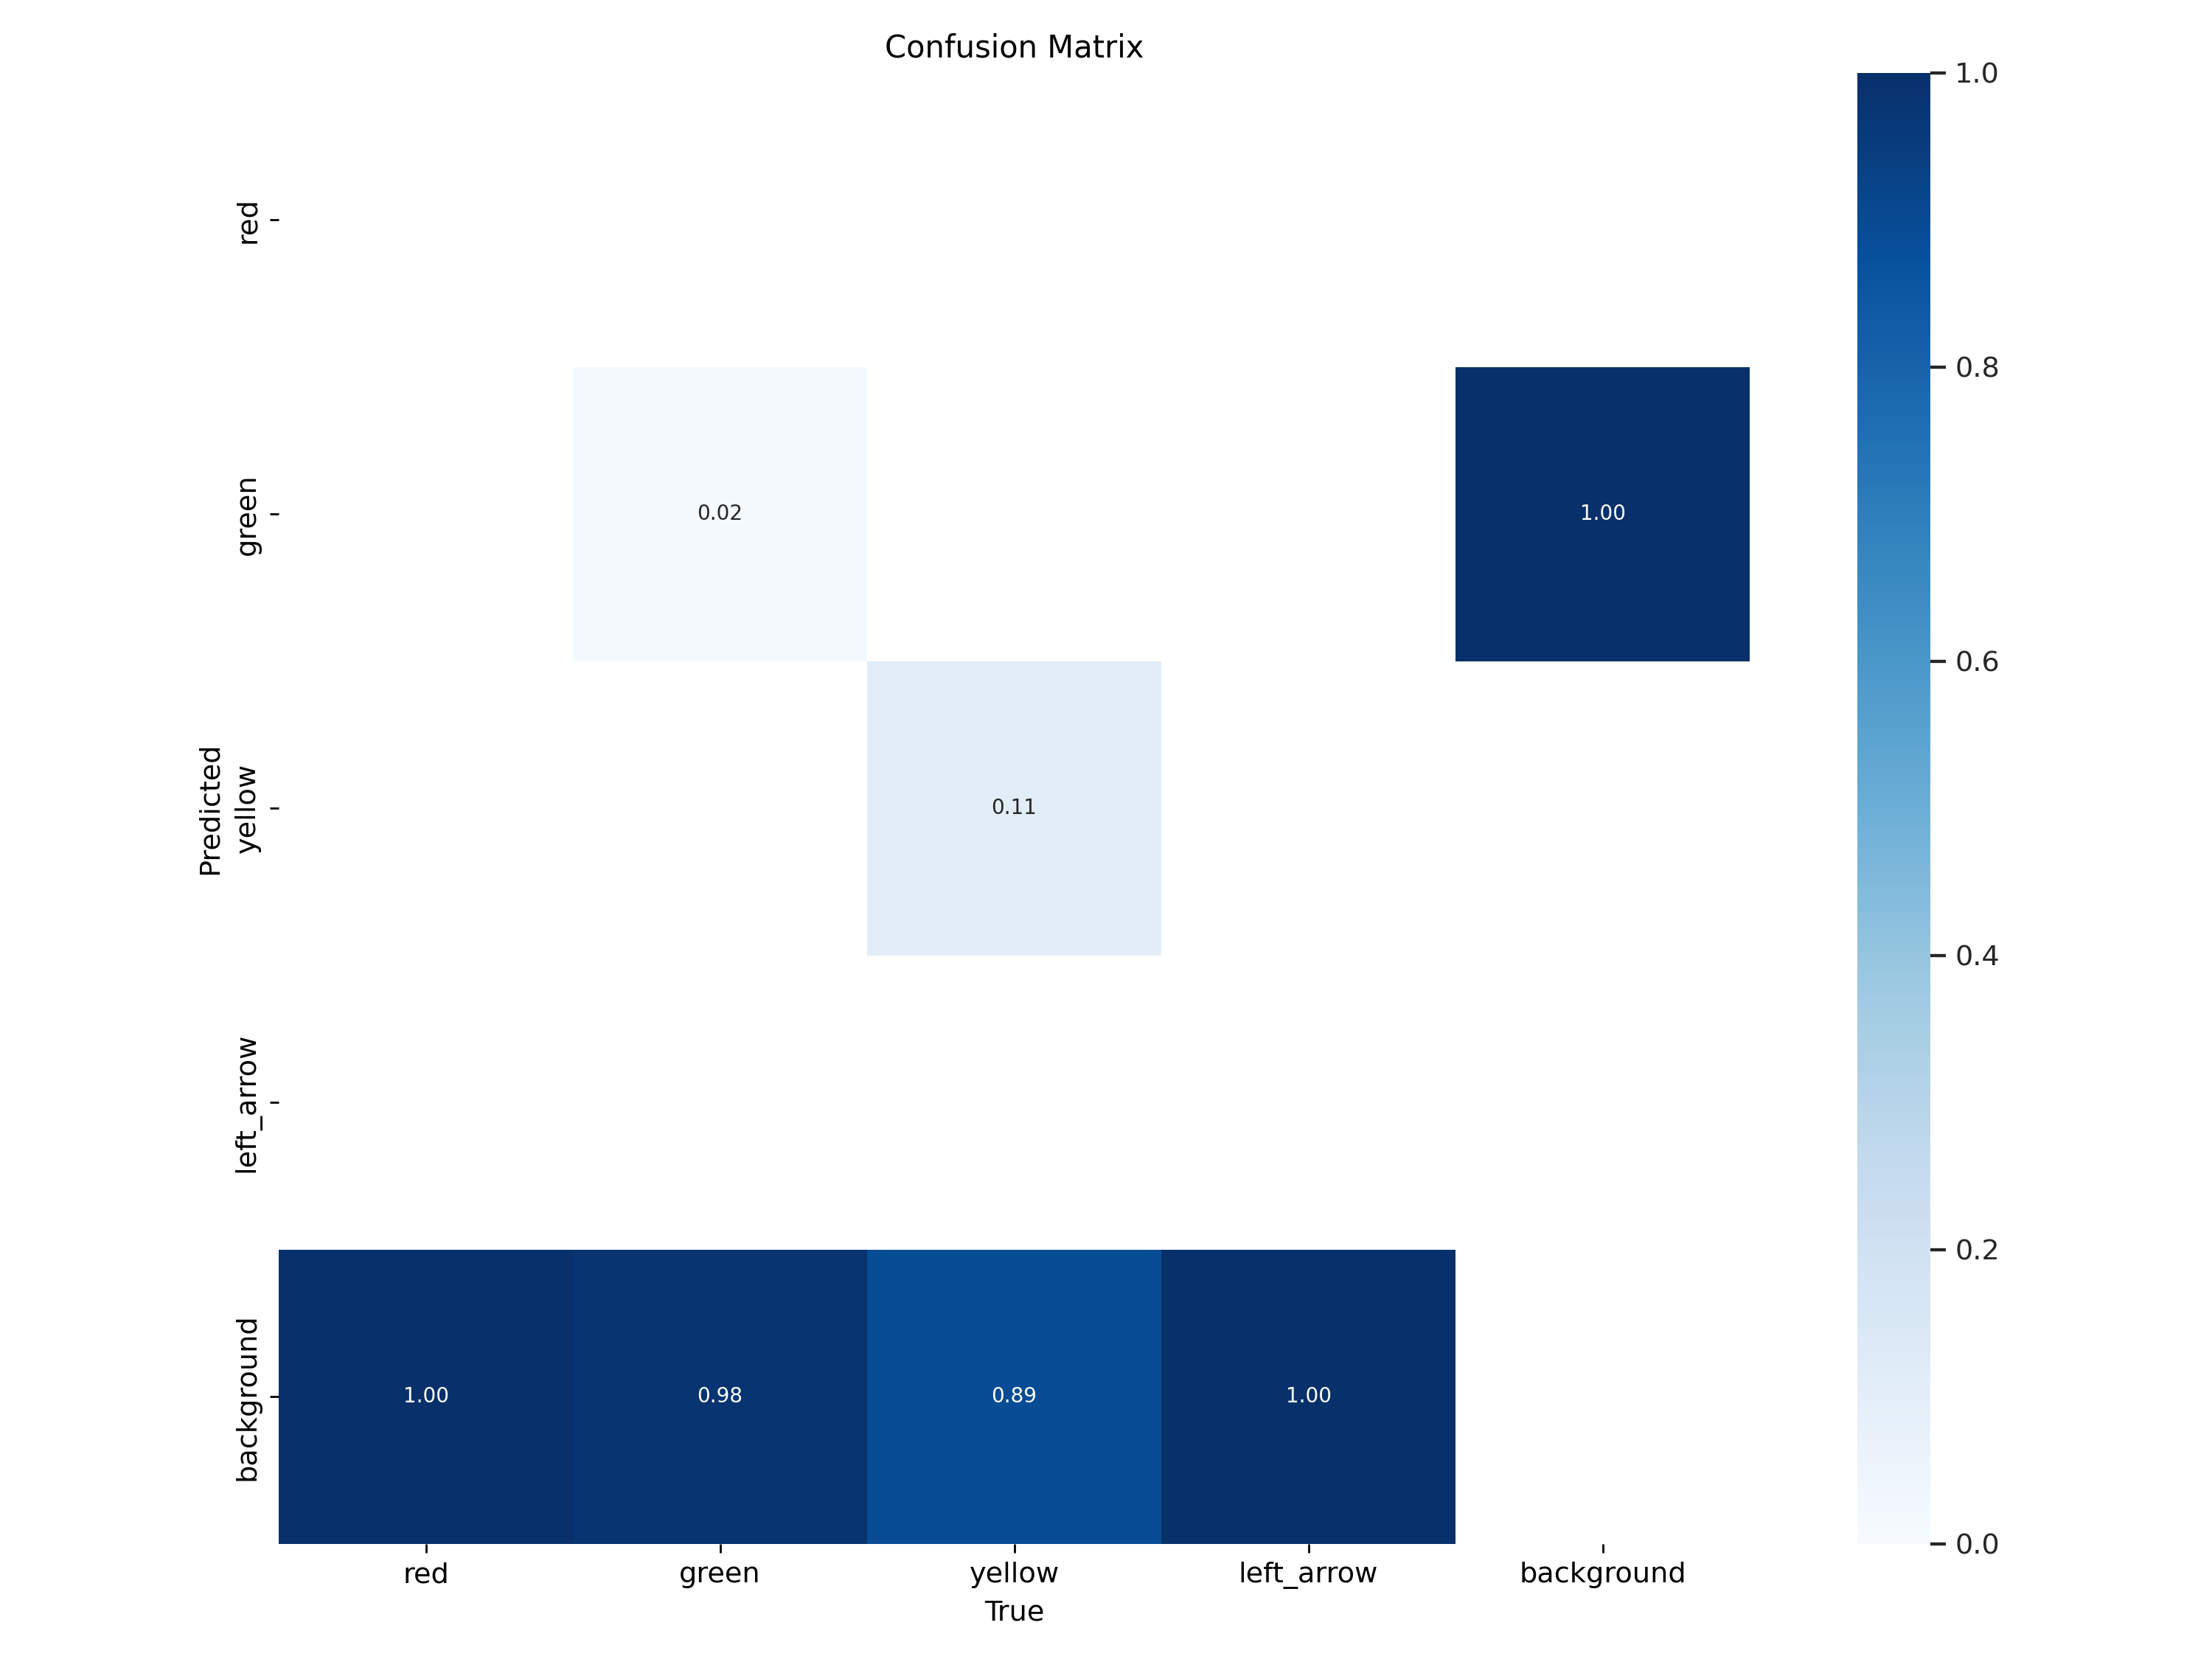 Confusion Matrix
1.0
red
0.8
green
0.02
1.00
0.6
Predicted
yellow
0.11
0.4
left_arrow
0.2
background
1.00
0.98
0.89
1.00
0.0
red
green
yellow
left_arrow
background
True